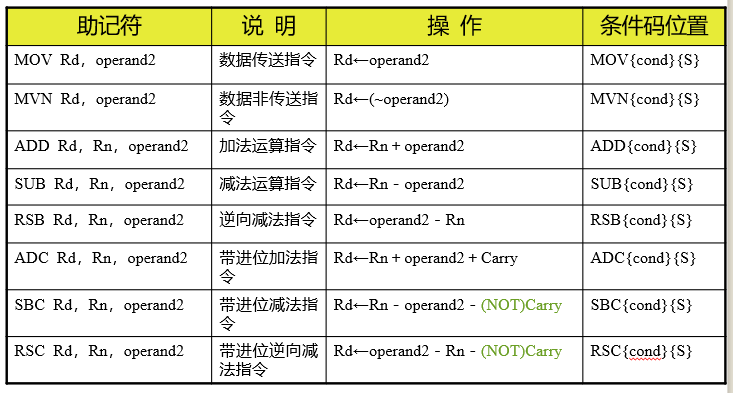 助记符 说 明 操 作 条件码位置
MOV Rd, operand2 数据传送指令 Rd←operand2 MOV{cond}{S}
MVN Rd, operand2 数据非传送指 Rd←(~operand2) MVN{cond}{S}
令
ADD Rd, Rn, operand2 加法运算指令 Rd←Rn+operand2 ADD{cond}{S}
SUB Rd, Rn, operand2 减法运算指令 Rd←Rn-operand2 SUB{cond}{S}
RSB Rd, Rn, operand2 逆向减法指令 Rd←operand2-Rn RSB{cond}{S}
ADC Rd, Rn, operand2 带进位加法指 Rd←Rn+operand2+Carry ADC{cond}{S}
令
SBC Rd, Rn, operand2 带进位减法指 Rd←Rn-operand2-(NOT)Carry SBC{cond}{S}
令
RSC Rd, Rn, operand2 带进位逆向减 Rd←operand2-Rn-(NOT)Carry RSC{cond}{S}
法指令